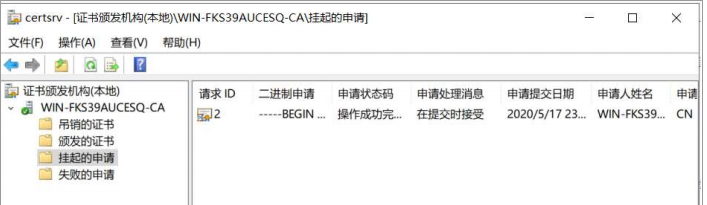 certsrv - [证书颁发机构(本地)\WIN-FKS39AUCESQ-CA\挂起的申请]
文件(F) 操作(A) 查看(V) 帮助(H)
证书颁发机构(本地)
WIN-FKS39AUCESQ-CA
吊销的证书
颁发的证书
挂起的申请
失败的申请
请求 ID 二进制申请 申请状态码 申请处理消息 申请提交日期 申请人姓名 申请
2 -----BEGIN ... 操作成功完... 在提交时接受 2020/5/17 23... WIN-FKS39... CN